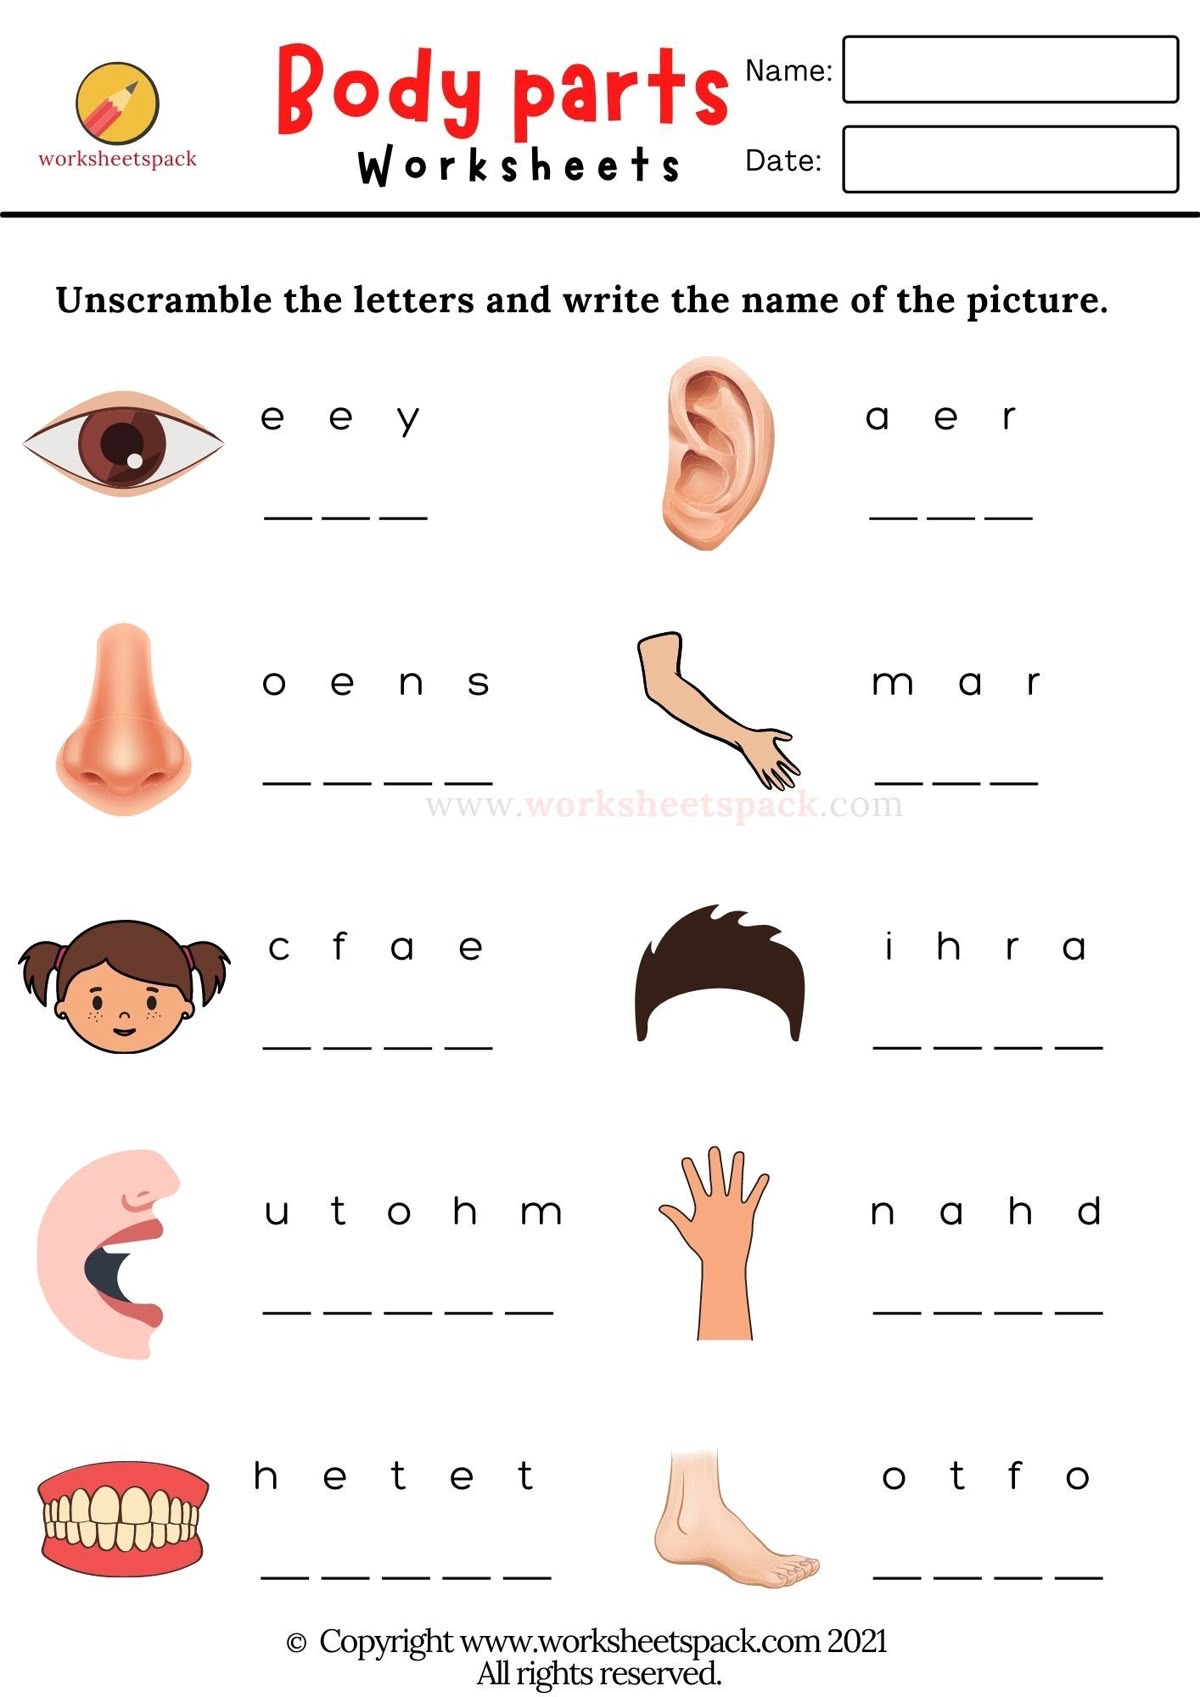 worksheetspack
Body parts
Worksheets
Name:
Date:
Unscramble the letters and write the name of the picture.
e e y
a e r
o e n s
m a r
www.worksheetspack.com
c f a e
i h r a
u t o h m
n a h d
h e t e t
o t f o
© Copyright www.worksheetspack.com 2021
All rights reserved.